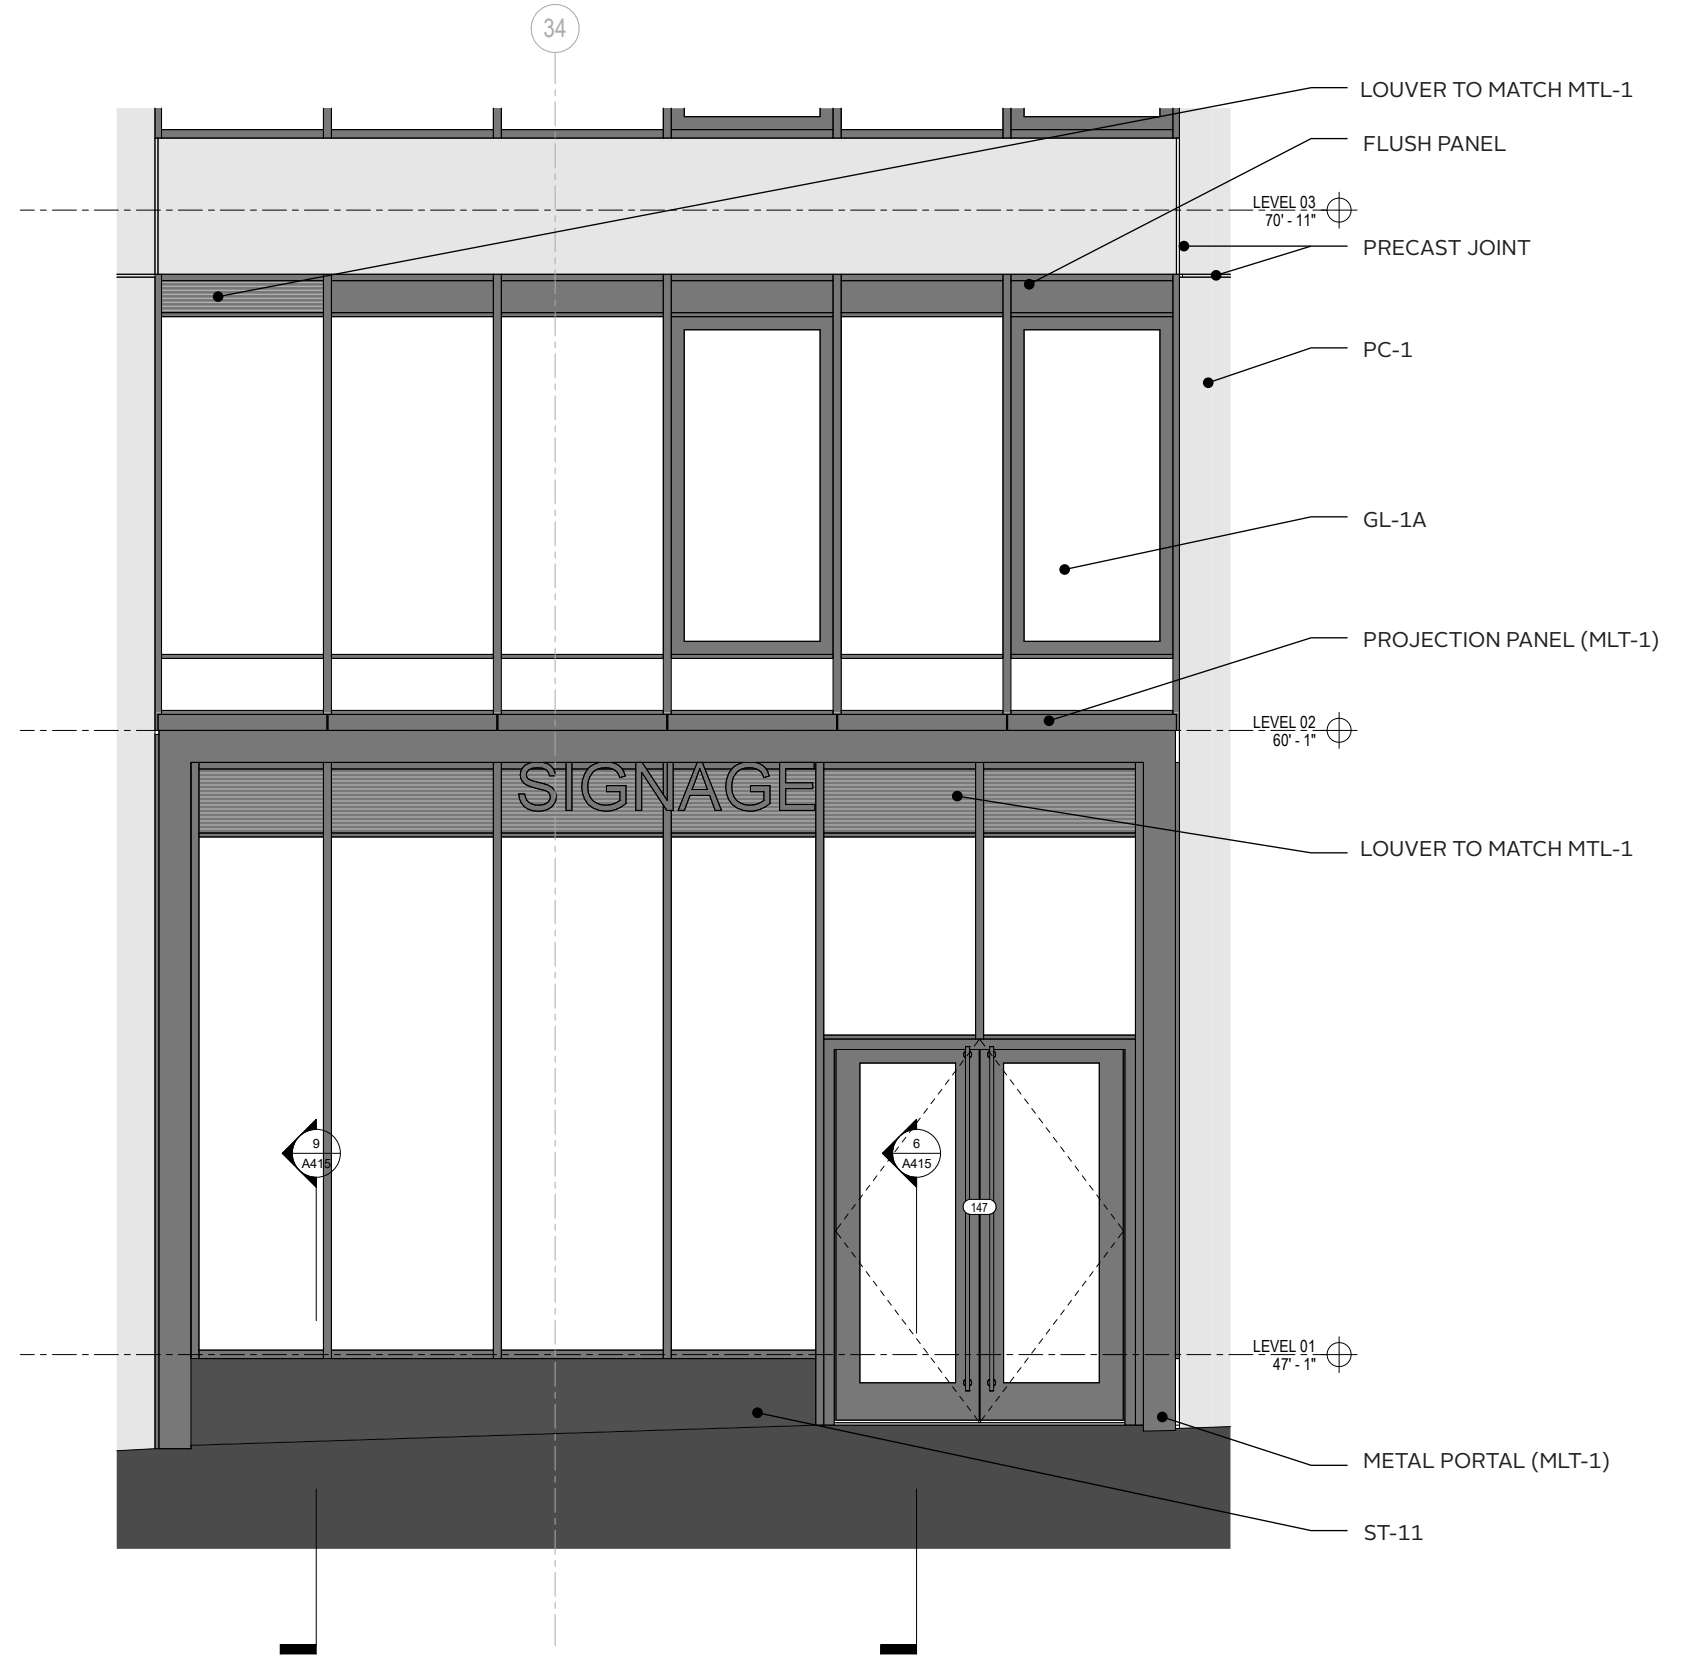 34
LOUVER TO MATCH MTL-1
FLUSH PANEL
LEVEL 03
70' - 11"
PRECAST JOINT
PC-1
GL-1A
PROJECTION PANEL (MLT-1)
LEVEL 02
60' - 1"
SIGNAGE
LOUVER TO MATCH MTL-1
9
A415
6
A415
147
LEVEL 01
47' - 1"
METAL PORTAL (MLT-1)
ST-11